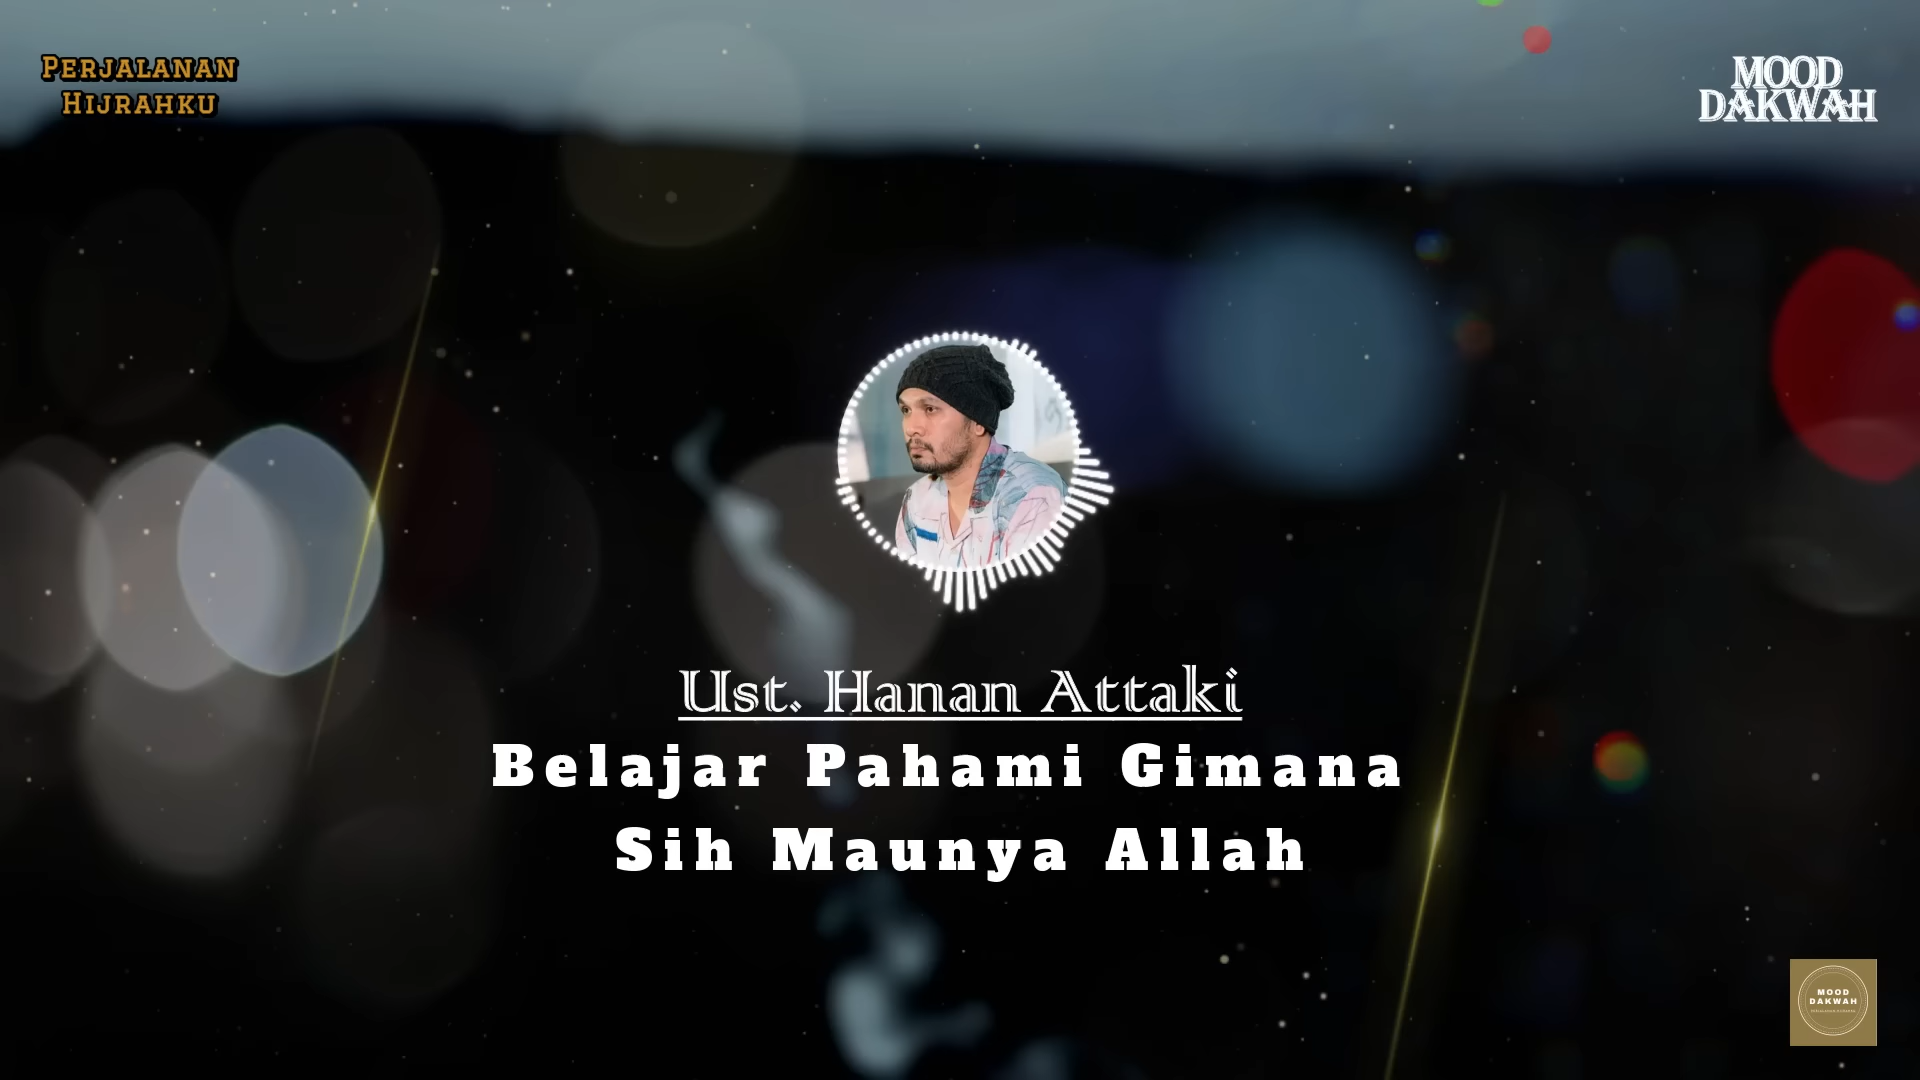 Perjalanan
Hijrahku
MOOD
DAKWAH
Ust. Hanan Attaki
Belajar Pahami Gimana
Sih Maunya Allah
MOOD
DAKWAH